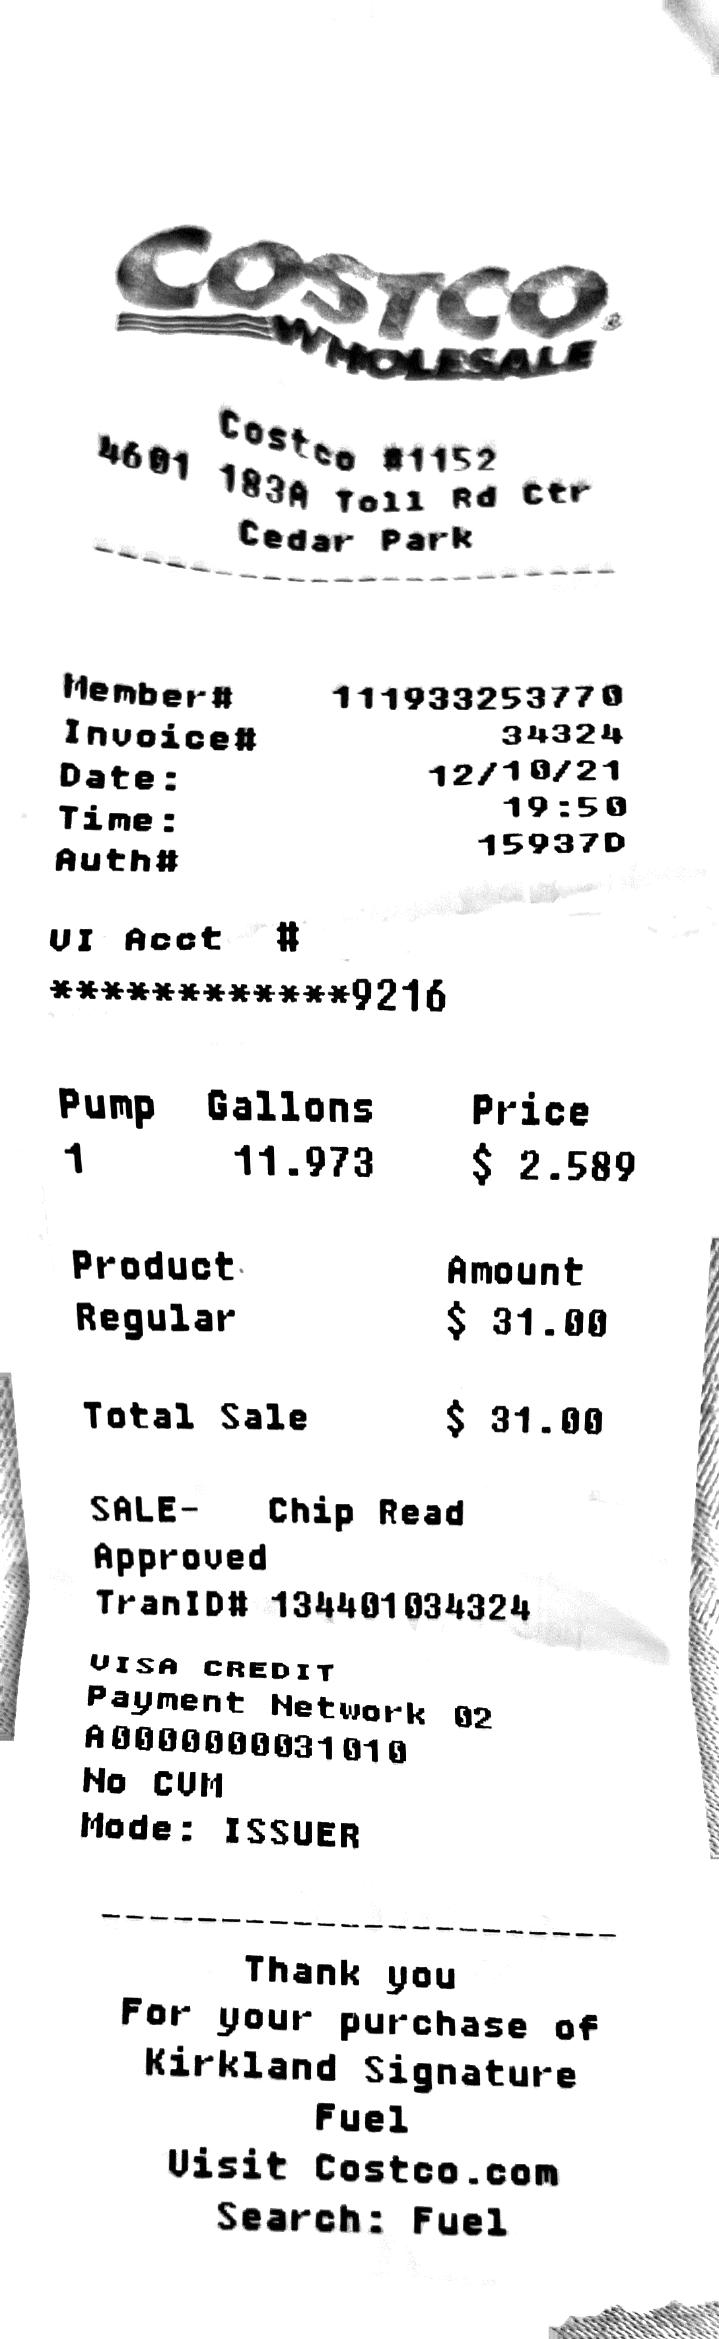 COSTCO
WHOLESALE
Costco #1152
4601 183A Toll Rd Ctr
Cedar Park
Member# 111933253770
Invoice# 34324
Date: 12/10/21
Time: 19:50
Auth# 15937D
VI Acct #
************9216
Pump Gallons Price
1 11.973 $ 2.589
Product Amount
Regular $ 31.00
Total Sale $ 31.00
SALE- Chip Read
Approved
TranID# 134401034324
VISA CREDIT
Payment Network 02
A0000000031010
No CVM
Mode: ISSUER
Thank you
For your purchase of
Kirkland Signature
Fuel
Visit Costco.com
Search: Fuel